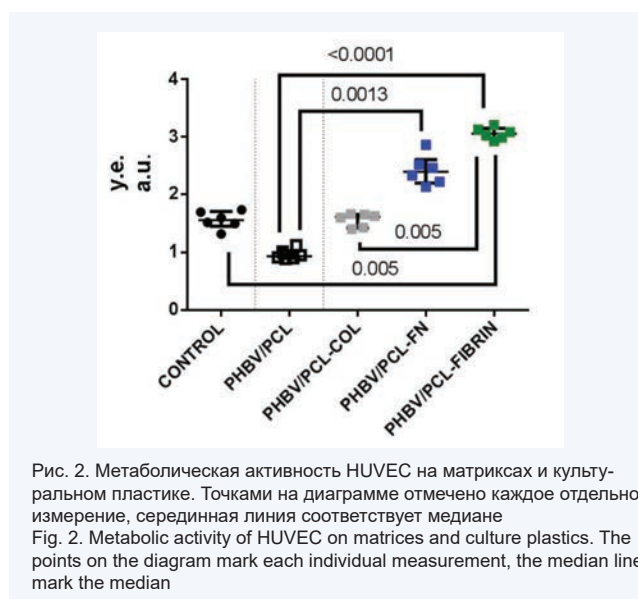 <0.0001
0.0013
0.005
0.005
у.е.
a.u.
4
3
2
1
0
CONTROL
PHBV/PCL
PHBV/PCL-COL
PHBV/PCL-FN
PHBV/PCL-FIBRIN
Рис. 2. Метаболическая активность HUVEC на матриксах и культу-
ральном пластике. Точками на диаграмме отмечено каждое отдельно
измерение, серединная линия соответствует медиане
Fig. 2. Metabolic activity of HUVEC on matrices and culture plastics. The
points on the diagram mark each individual measurement, the median line
mark the median